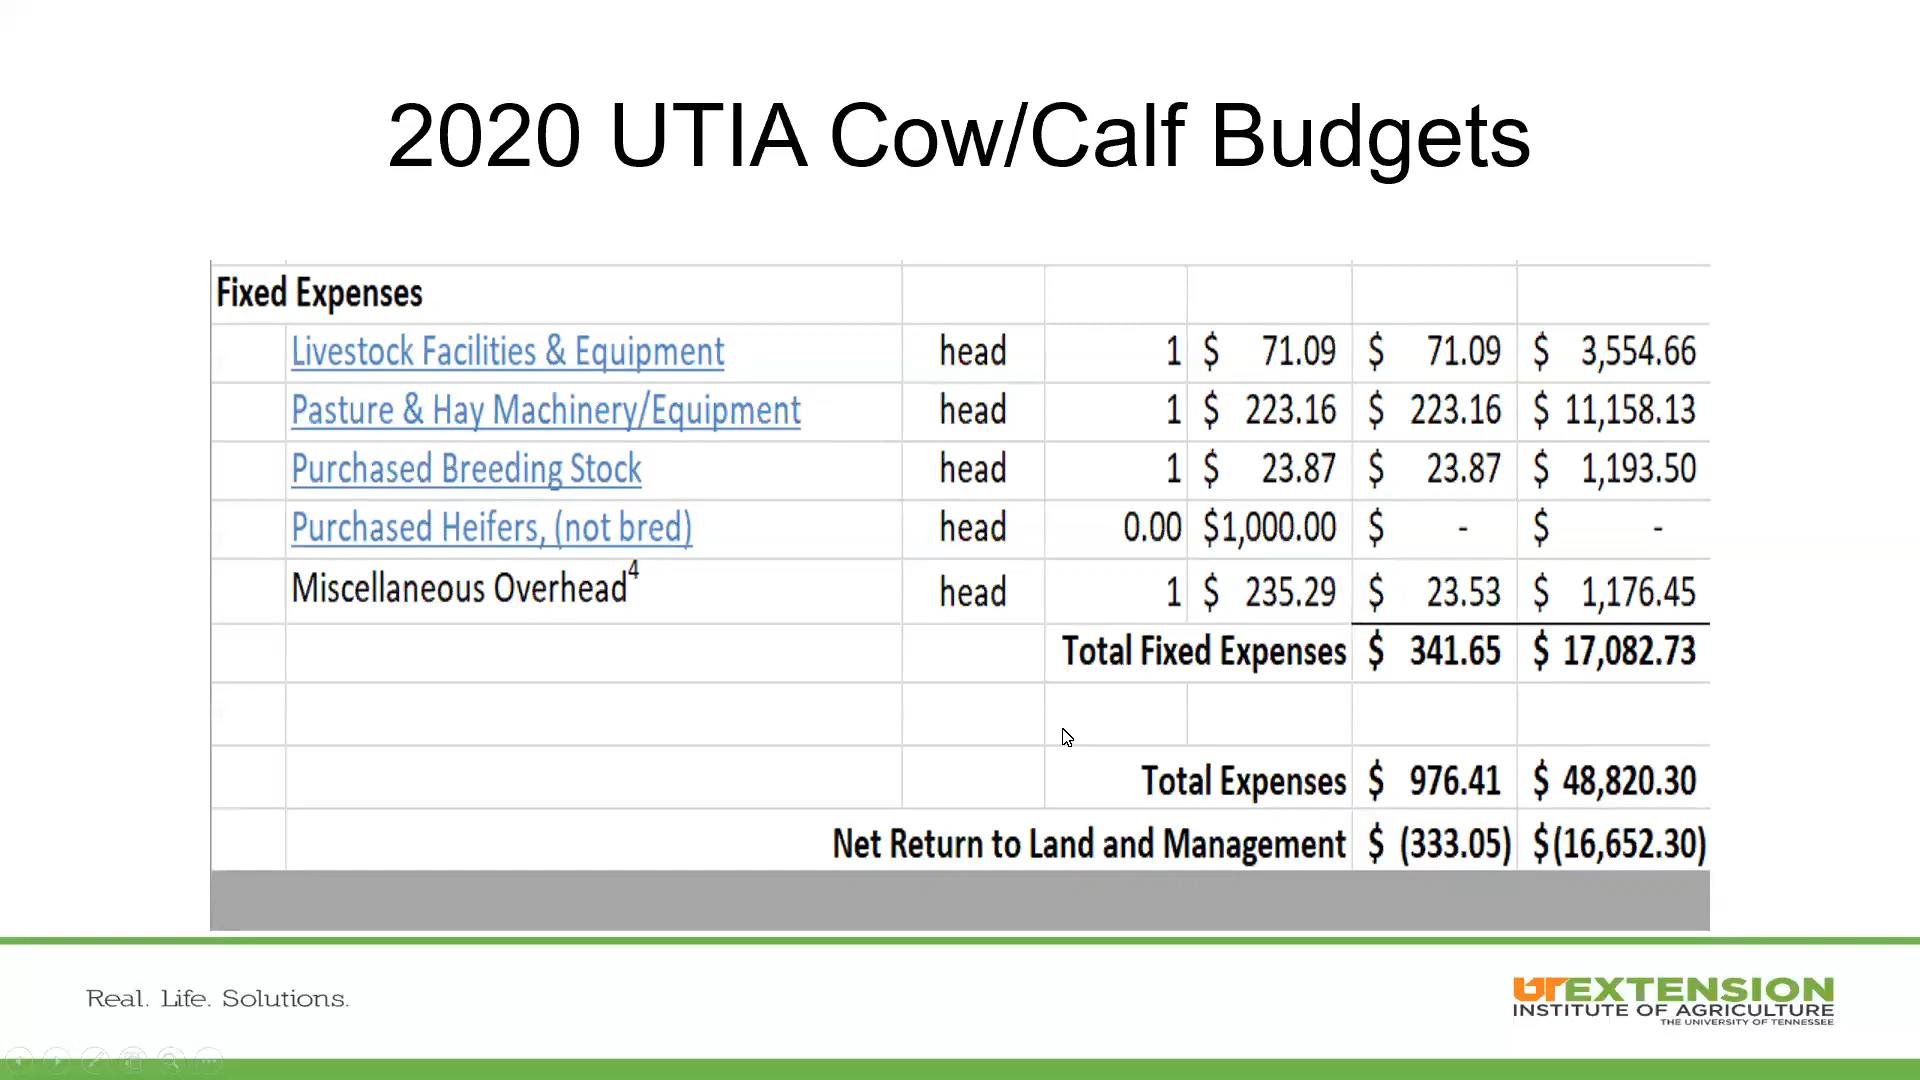 2020 UTIA Cow/Calf Budgets
Fixed Expenses
Livestock Facilities & Equipment head 1 $ 71.09 $ 71.09 $ 3,554.66
Pasture & Hay Machinery/Equipment head 1 $ 223.16 $ 223.16 $ 11,158.13
Purchased Breeding Stock head 1 $ 23.87 $ 23.87 $ 1,193.50
Purchased Heifers, (not bred) head 0.00 $1,000.00 $ - $ -
Miscellaneous Overhead4 head 1 $ 235.29 $ 23.53 $ 1,176.45
Total Fixed Expenses $ 341.65 $ 17,082.73
Total Expenses $ 976.41 $ 48,820.30
Net Return to Land and Management $ (333.05) $(16,652.30)
Real. Life. Solutions.
UT EXTENSION
INSTITUTE OF AGRICULTURE
THE UNIVERSITY OF TENNESSEE